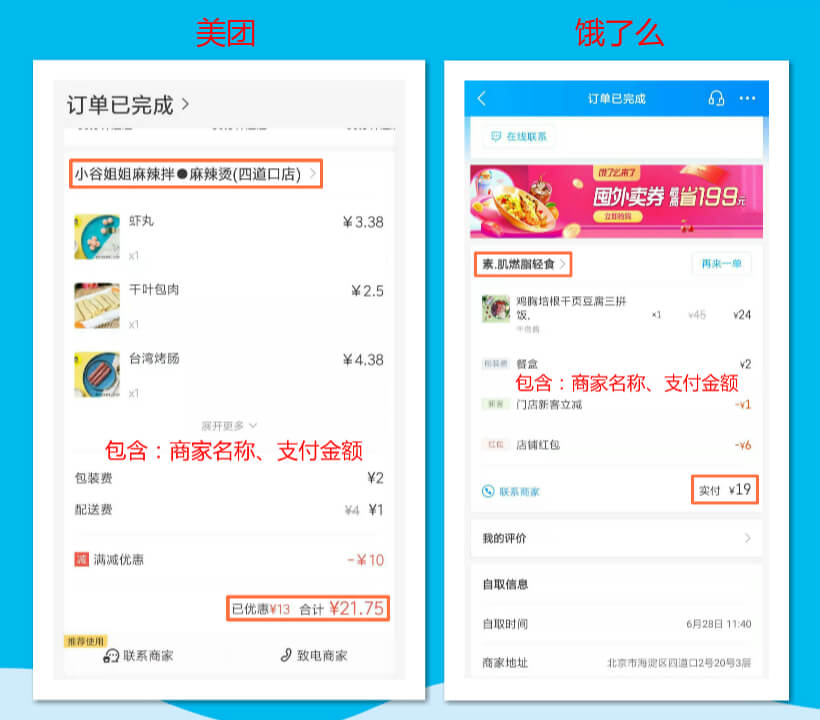 美团
订单已完成
小谷姐姐麻辣拌●麻辣烫(四道口店)
虾丸
¥3.38
x1
千叶包肉
¥2.5
x1
台湾烤肠
¥4.38
x1
展开更多
包含：商家名称、支付金额
包装费
¥2
配送费
¥4 ¥1
减 满减优惠
-¥10
已优惠¥13 合计 ¥21.75
推荐使用
联系商家
致电商家
饿了么
订单已完成
在线联系
饿了么来了
囤外卖券 最高省199元
立即抢购
素.肌燃脂轻食
再来一单
鸡胸培根千页豆腐三拼
饭.
×1 ¥45 ¥24
包装费 餐盒
¥2
包含：商家名称、支付金额
新客 门店新客立减
-¥1
红包 店铺红包
-¥6
联系商家
实付 ¥19
我的评价
自取信息
自取时间
6月28日 11:40
商家地址
北京市海淀区四道口2号20号3层